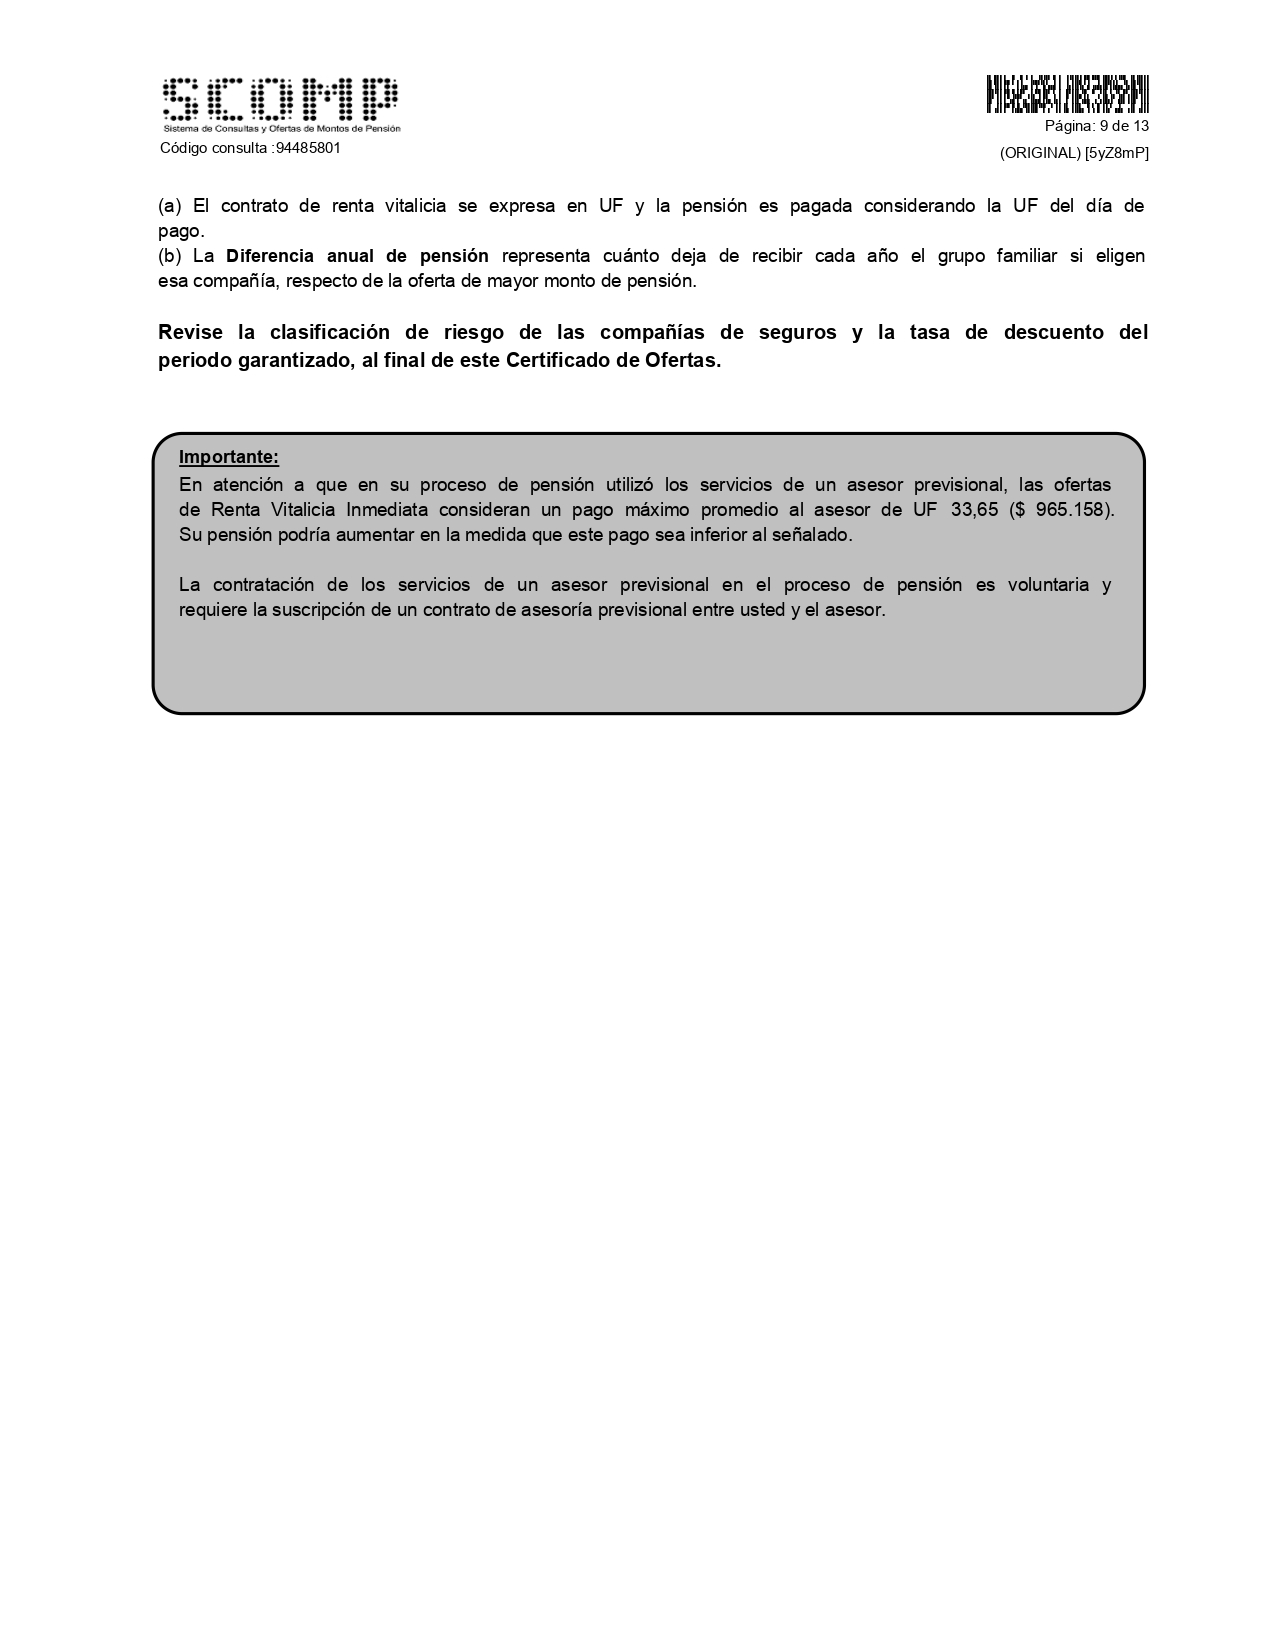 SCOMP
Sistema de Consultas y Ofertas de Montos de Pensión
Código consulta :94485801
Página: 9 de 13
(ORIGINAL) [5yZ8mP]
(a) El contrato de renta vitalicia se expresa en UF y la pensión es pagada considerando la UF del día de
pago.
(b) La Diferencia anual de pensión representa cuánto deja de recibir cada año el grupo familiar si eligen
esa compañía, respecto de la oferta de mayor monto de pensión.
Revise la clasificación de riesgo de las compañías de seguros y la tasa de descuento del
periodo garantizado, al final de este Certificado de Ofertas.
Importante:
En atención a que en su proceso de pensión utilizó los servicios de un asesor previsional, las ofertas
de Renta Vitalicia Inmediata consideran un pago máximo promedio al asesor de UF 33,65 ($ 965.158).
Su pensión podría aumentar en la medida que este pago sea inferior al señalado.
La contratación de los servicios de un asesor previsional en el proceso de pensión es voluntaria y
requiere la suscripción de un contrato de asesoría previsional entre usted y el asesor.